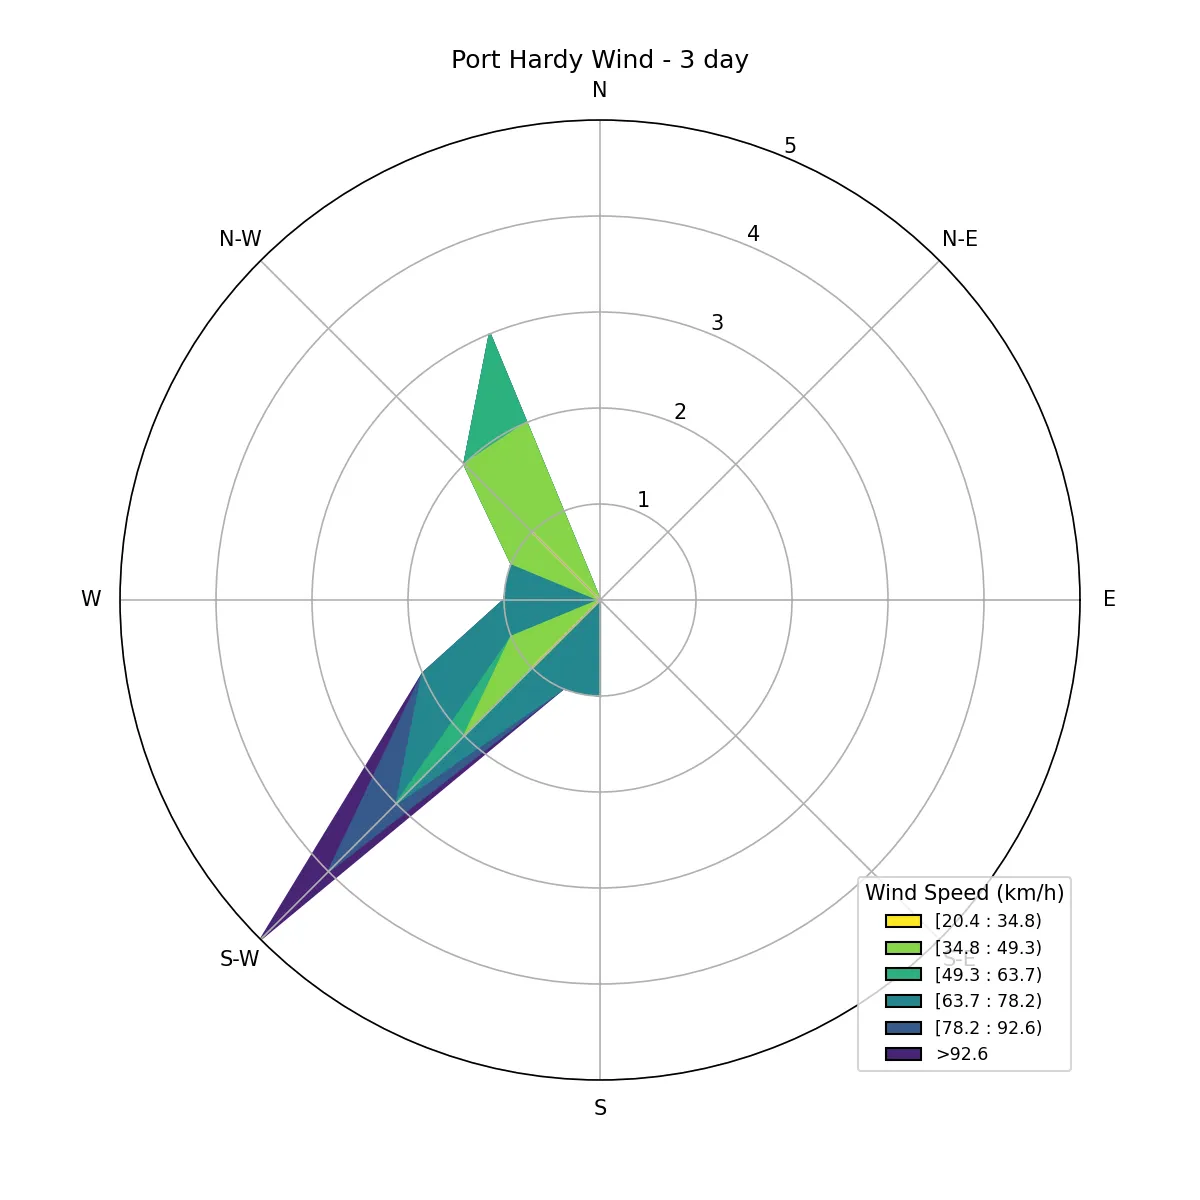 Port Hardy Wind - 3 day
N
5
N-W
4
N-E
3
2
1
W
E
S-W
S-E
Wind Speed (km/h)
[20.4 : 34.8)
[34.8 : 49.3)
[49.3 : 63.7)
[63.7 : 78.2)
[78.2 : 92.6)
>92.6
S